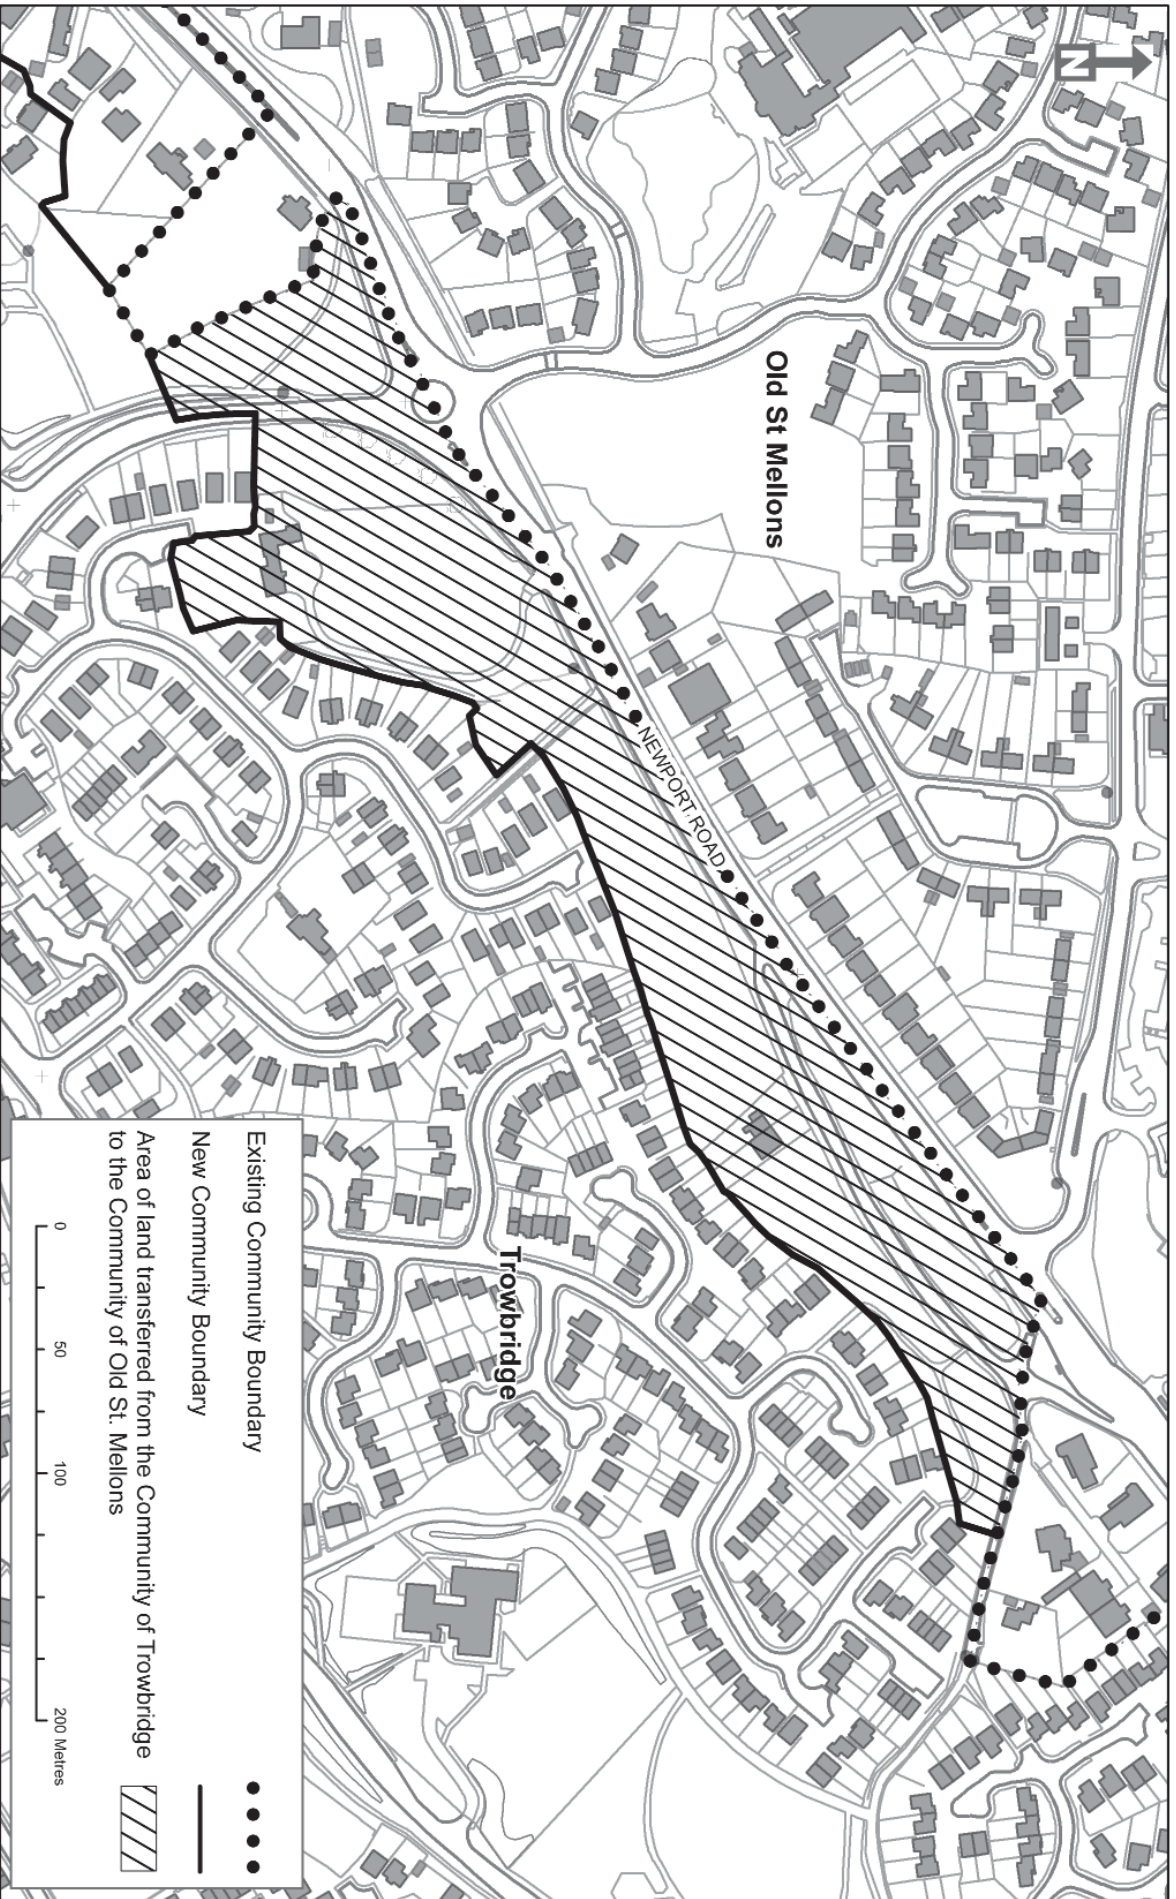 N
Old St Mellons
NEWPORT ROAD
Trowbridge
Existing Community Boundary
New Community Boundary
Area of land transferred from the Community of Trowbridge
to the Community of Old St. Mellons
0 50 100 200 Metres